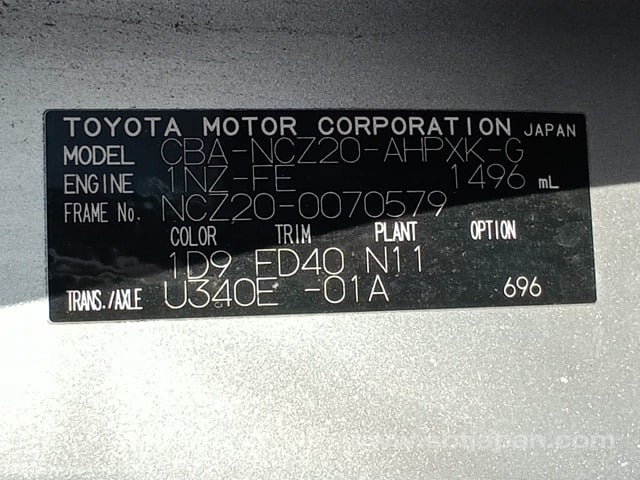 TOYOTA MOTOR CORPORATION JAPAN
MODEL CBA-NCZ20-AHPXK-G
ENGINE 1NZ-FE 1496 mL
FRAME No. NCZ20-0070579
COLOR TRIM PLANT OPTION
1D9 FD40 N11
TRANS./AXLE U340E -01A 696